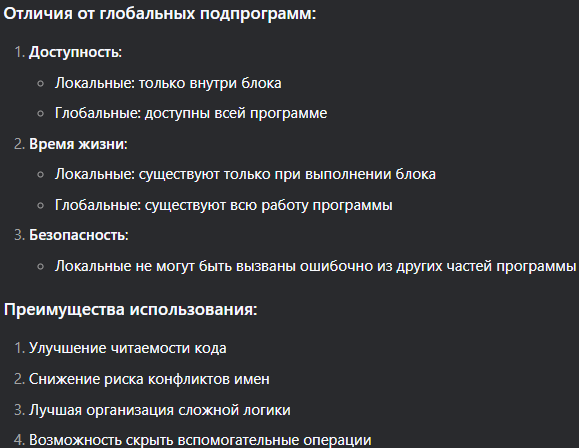 Отличия от глобальных подпрограмм:
1. Доступность:
○ Локальные: только внутри блока
○ Глобальные: доступны всей программе
2. Время жизни:
○ Локальные: существуют только при выполнении блока
○ Глобальные: существуют всю работу программы
3. Безопасность:
○ Локальные не могут быть вызваны ошибочно из других частей программы
Преимущества использования:
1. Улучшение читаемости кода
2. Снижение риска конфликтов имен
3. Лучшая организация сложной логики
4. Возможность скрыть вспомогательные операции